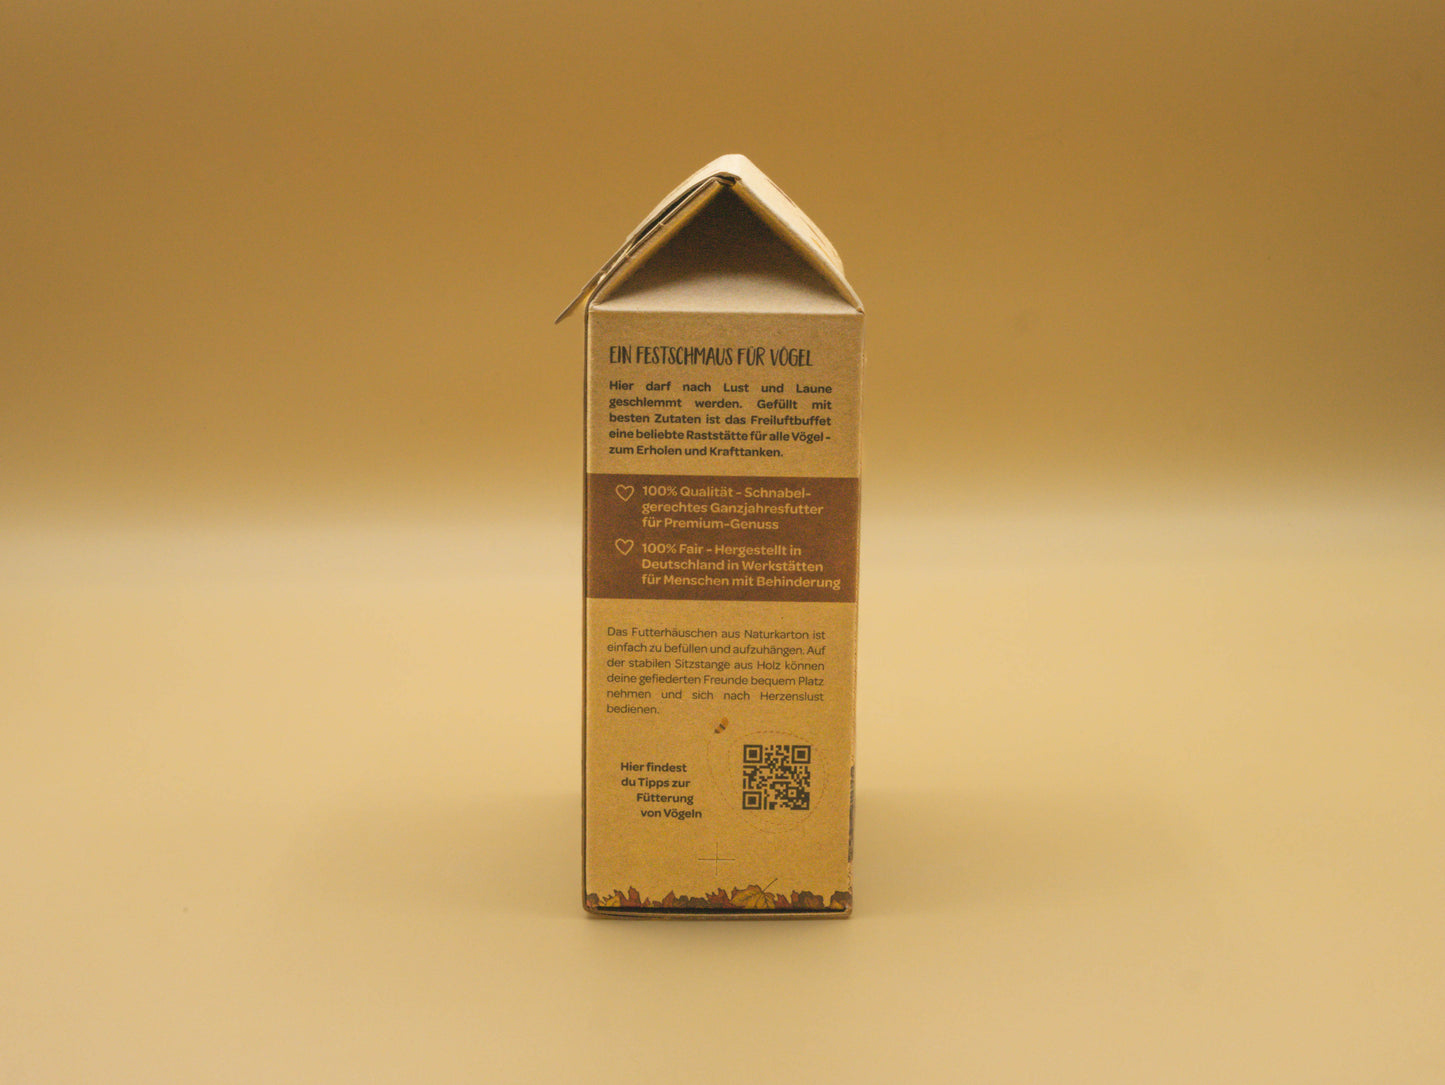 EIN FESTSCHMAUS FÜR VÖGEL
Hier darf nach Lust und Laune
geschlemmt werden. Gefüllt mit
besten Zutaten ist das Freiluftbuffet
eine beliebte Raststätte für alle Vögel -
zum Erholen und Krafttanken.
100% Qualität - Schnabel-
gerechtes Ganzjahresfutter
für Premium-Genuss
100% Fair - Hergestellt in
Deutschland in Werkstätten
für Menschen mit Behinderung
Das Futterhäuschen aus Naturkarton ist
einfach zu befüllen und aufzuhängen. Auf
der stabilen Sitzstange aus Holz können
deine gefiederten Freunde bequem Platz
nehmen und sich nach Herzenslust
bedienen.
Hier findest
du Tipps zur
Fütterung
von Vögeln